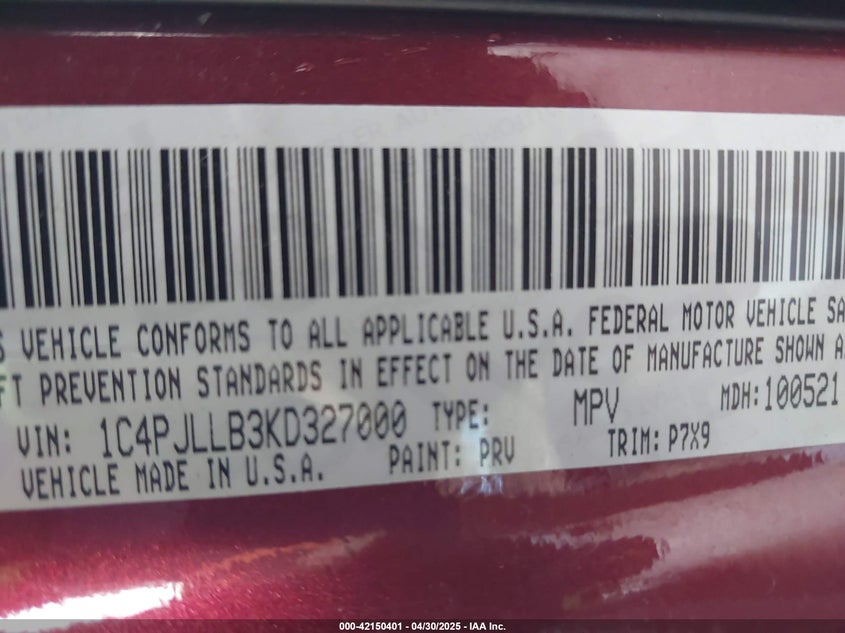 S VEHICLE CONFORMS TO ALL APPLICABLE U.S.A. FEDERAL MOTOR VEHICLE SA
FT PREVENTION STANDARDS IN EFFECT ON THE DATE OF MANUFACTURE SHOWN A
VIN: 1C4PJLLB3KD327000 TYPE: MPV MDH:100521
VEHICLE MADE IN U.S.A. PAINT: PRV TRIM: P7X9
000-42150401 - 04/30/2025 - IAA Inc.